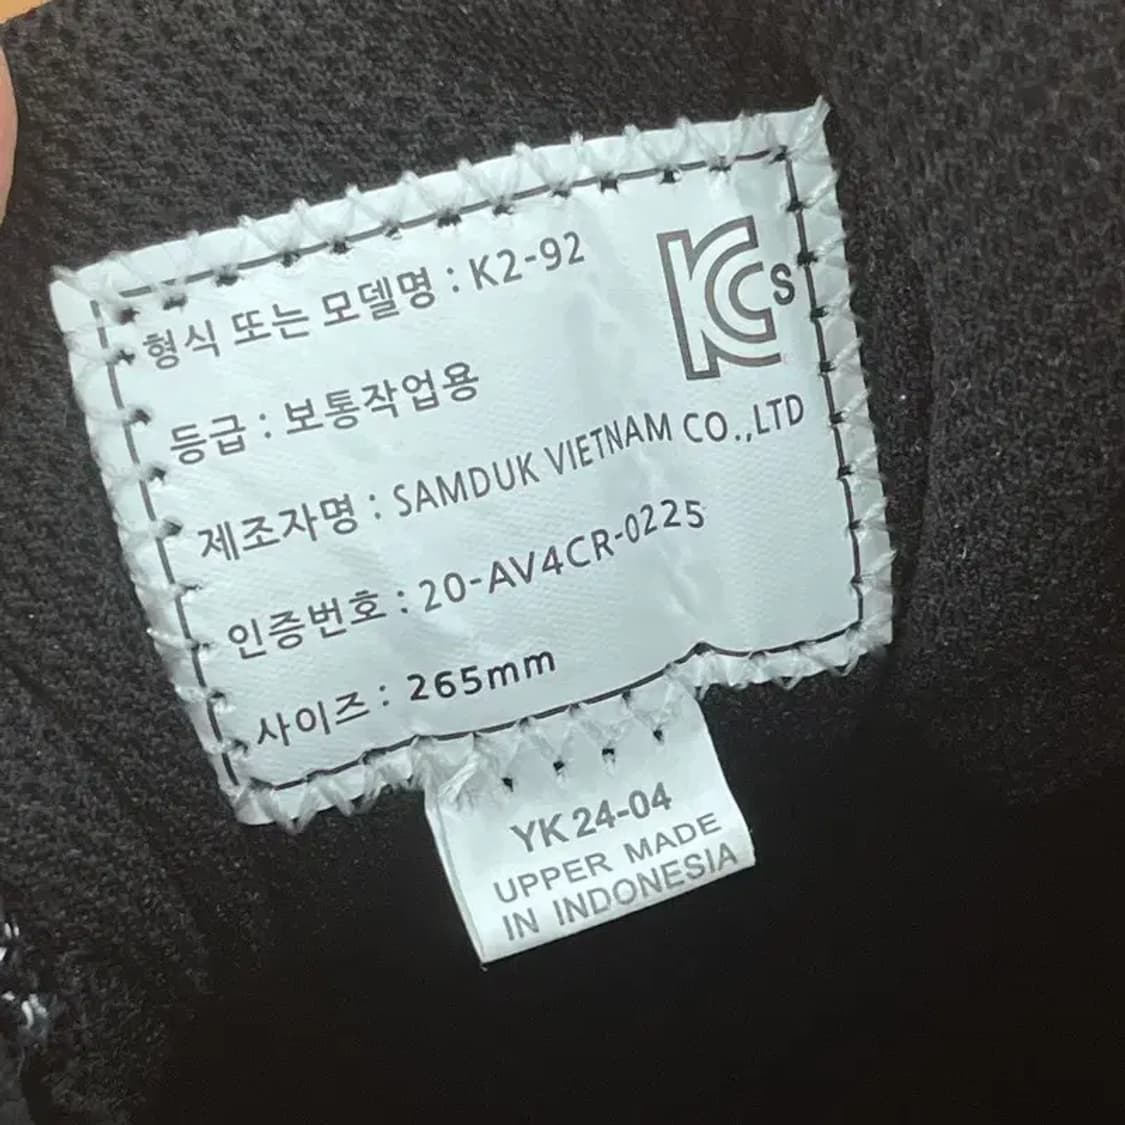 형식 또는 모델명 : K2-92
KCs
등급 : 보통작업용
제조자명 : SAMDUK VIETNAM CO.,LTD
인증번호 : 20-AV4CR-0225
사이즈 : 265mm
YK 24-04
UPPER MADE
IN INDONESIA